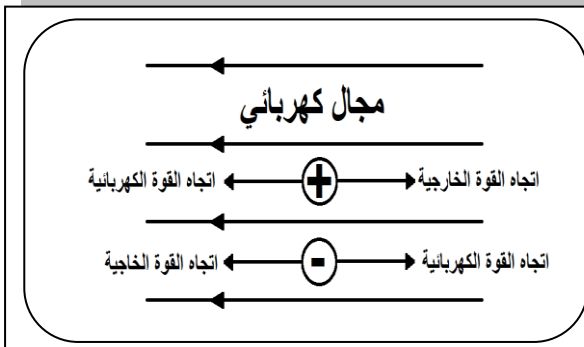 مجال كهربائي
اتجاه القوة الخارجية + اتجاه القوة الكهربائية
اتجاه القوة الكهربائية - اتجاه القوة الخاجية